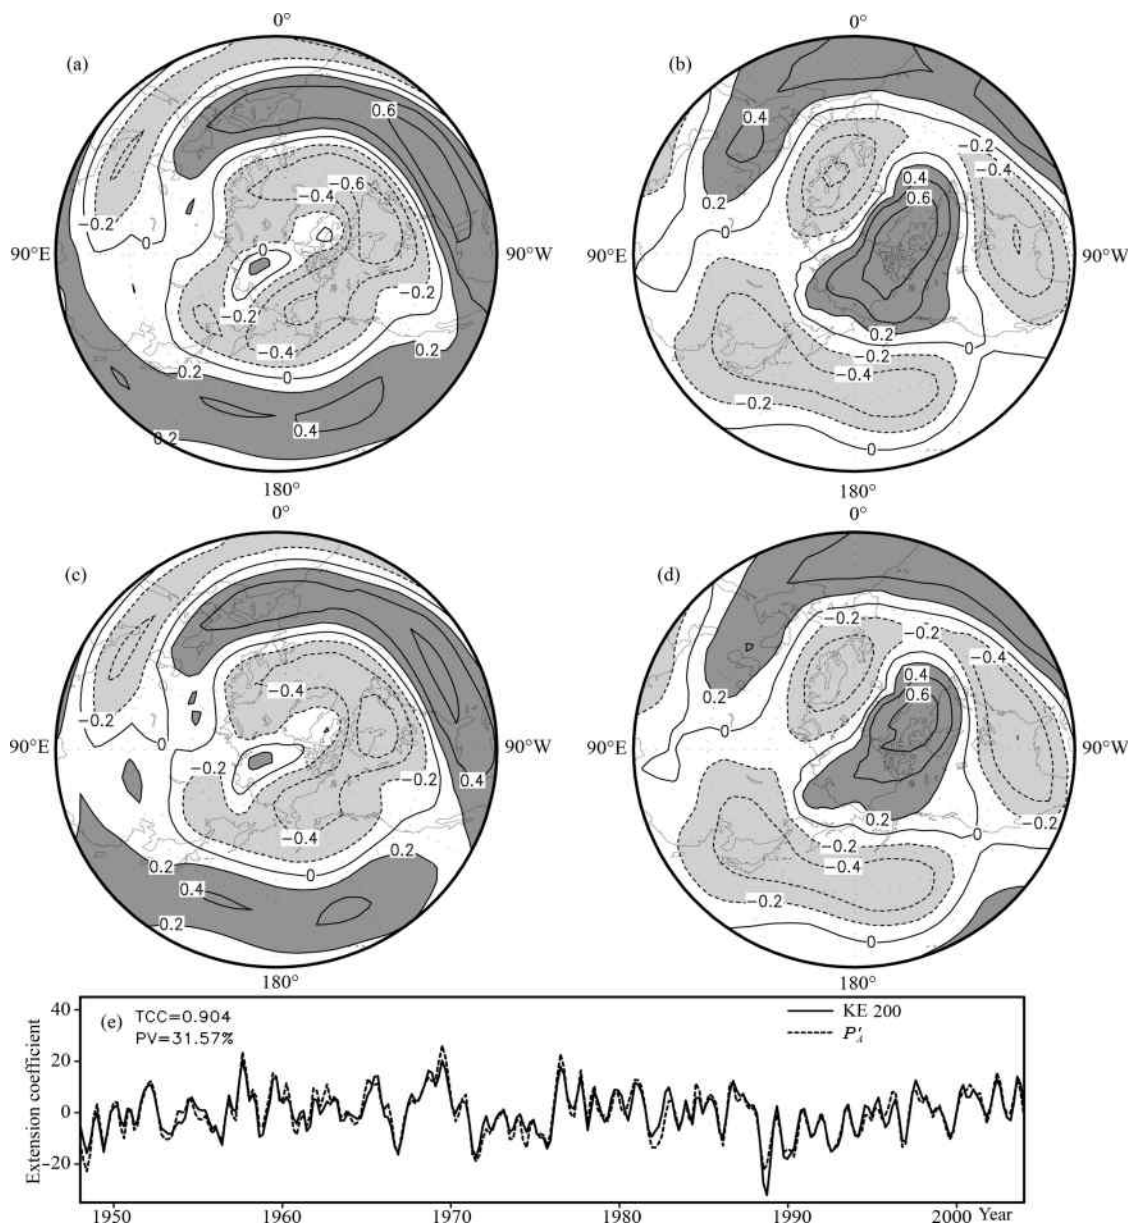 0° 0°
(a) (b)
0.6 0.4
−0.2 −0.6 −0.4 −0.2 −0.4 0.4 0.6
0.2
90°E 0 0 90°W 90°E 0 90°W
−0.2 −0.2 −0.2
−0.4 0.2 0.2 −0.2 0
0.2 0 −0.4
0.4 −0.2
0.2 0
180° 180°
0° 0°
(c) (d)
−0.2 −0.2
−0.4 −0.4 0.4 0.6
−0.2 0.2
90°E 0 90°W 90°E 0 90°W
−0.2 −0.2 0.4
0.2 −0.2 0
−0.4 0.2 −0.2
0.2 0 −0.4
0.4 −0.2
0.2 0
180° 180°
40 (e) TCC=0.904 KE 200
PV=31.57% P'A
20
0
−20
Extension coefficient
1950 1960 1970 1980 1990 2000 Year